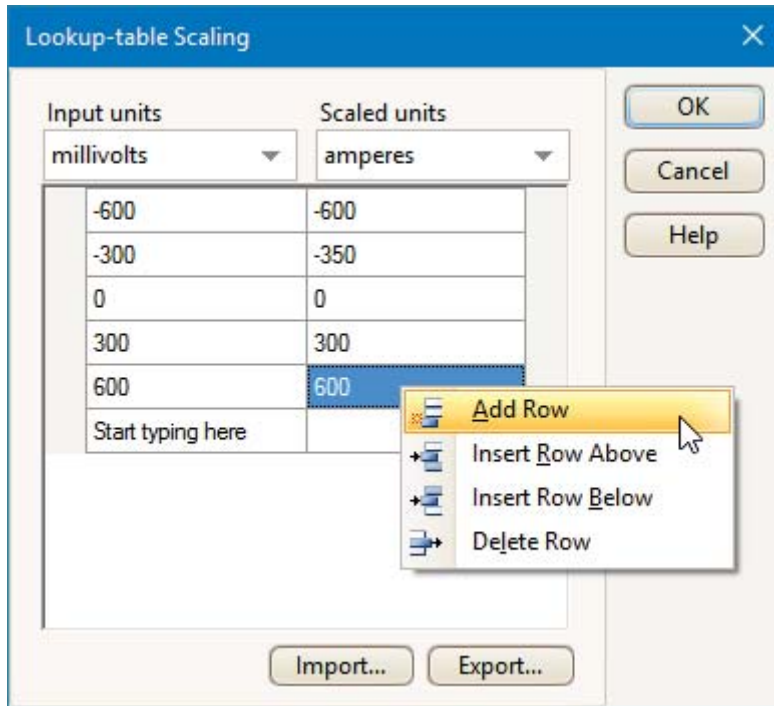 Lookup-table Scaling
Input units Scaled units
millivolts amperes
-600 -600
-300 -350
0 0
300 300
600 600
Start typing here
Add Row
Insert Row Above
Insert Row Below
Delete Row
Import... Export...
OK
Cancel
Help